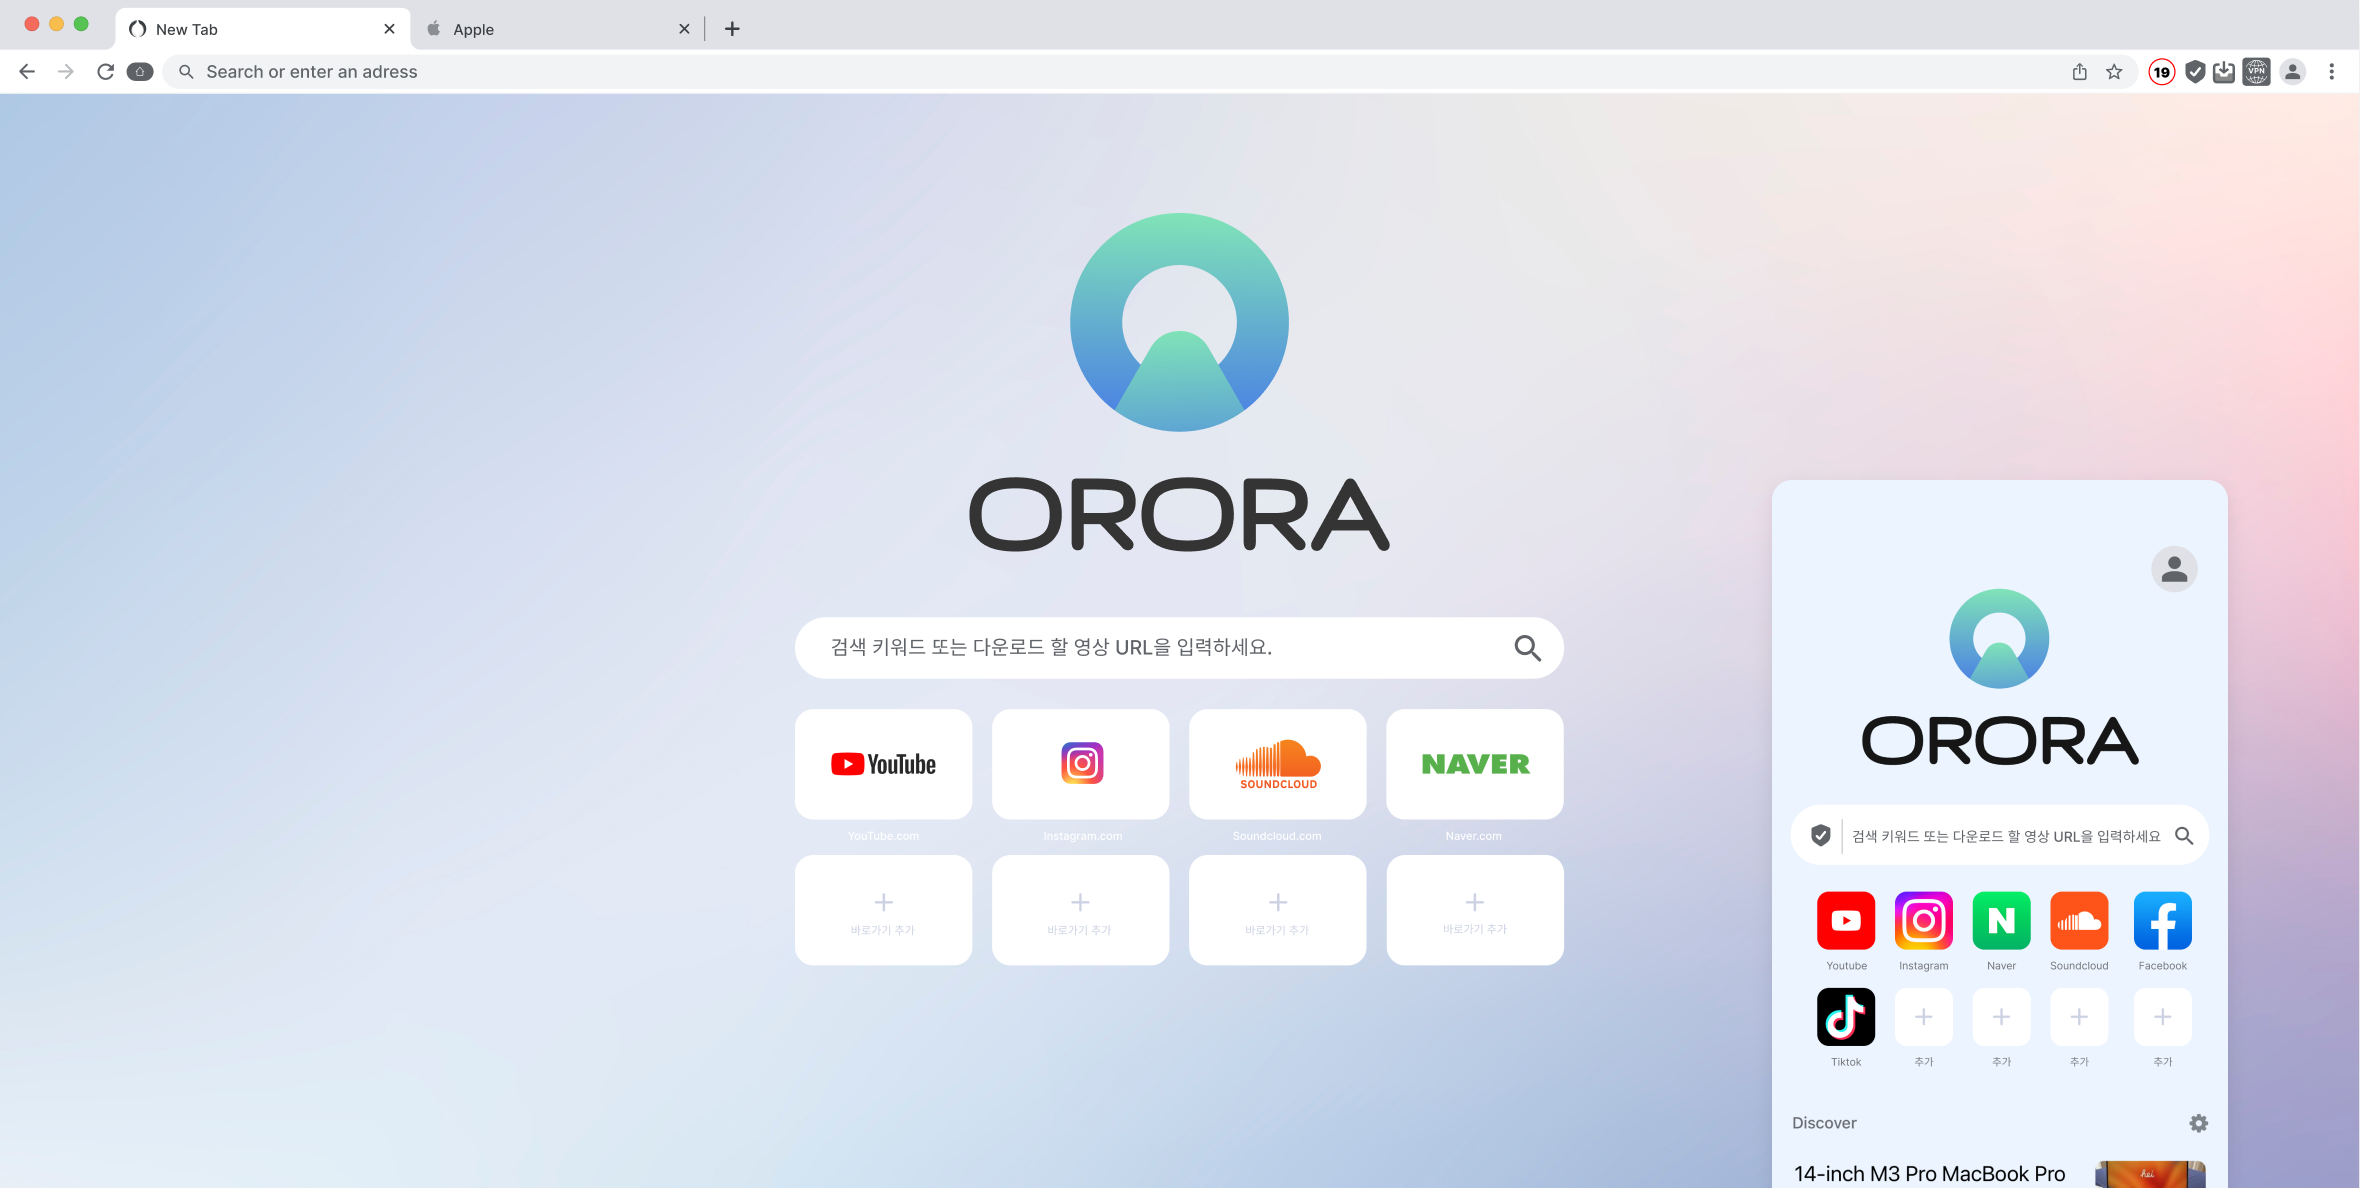 New Tab
Apple
Search or enter an adress
19
VPN
ORORA
검색 키워드 또는 다운로드 할 영상 URL을 입력하세요.
YouTube
SOUNDCLOUD
NAVER
YouTube.com
Instagram.com
Soundcloud.com
Naver.com
바로가기 추가
바로가기 추가
바로가기 추가
바로가기 추가
ORORA
검색 키워드 또는 다운로드 할 영상 URL을 입력하세요
N
Youtube
Instagram
Naver
Soundcloud
Facebook
Tiktok
추가
추가
추가
추가
Discover
14-inch M3 Pro MacBook Pro
hei